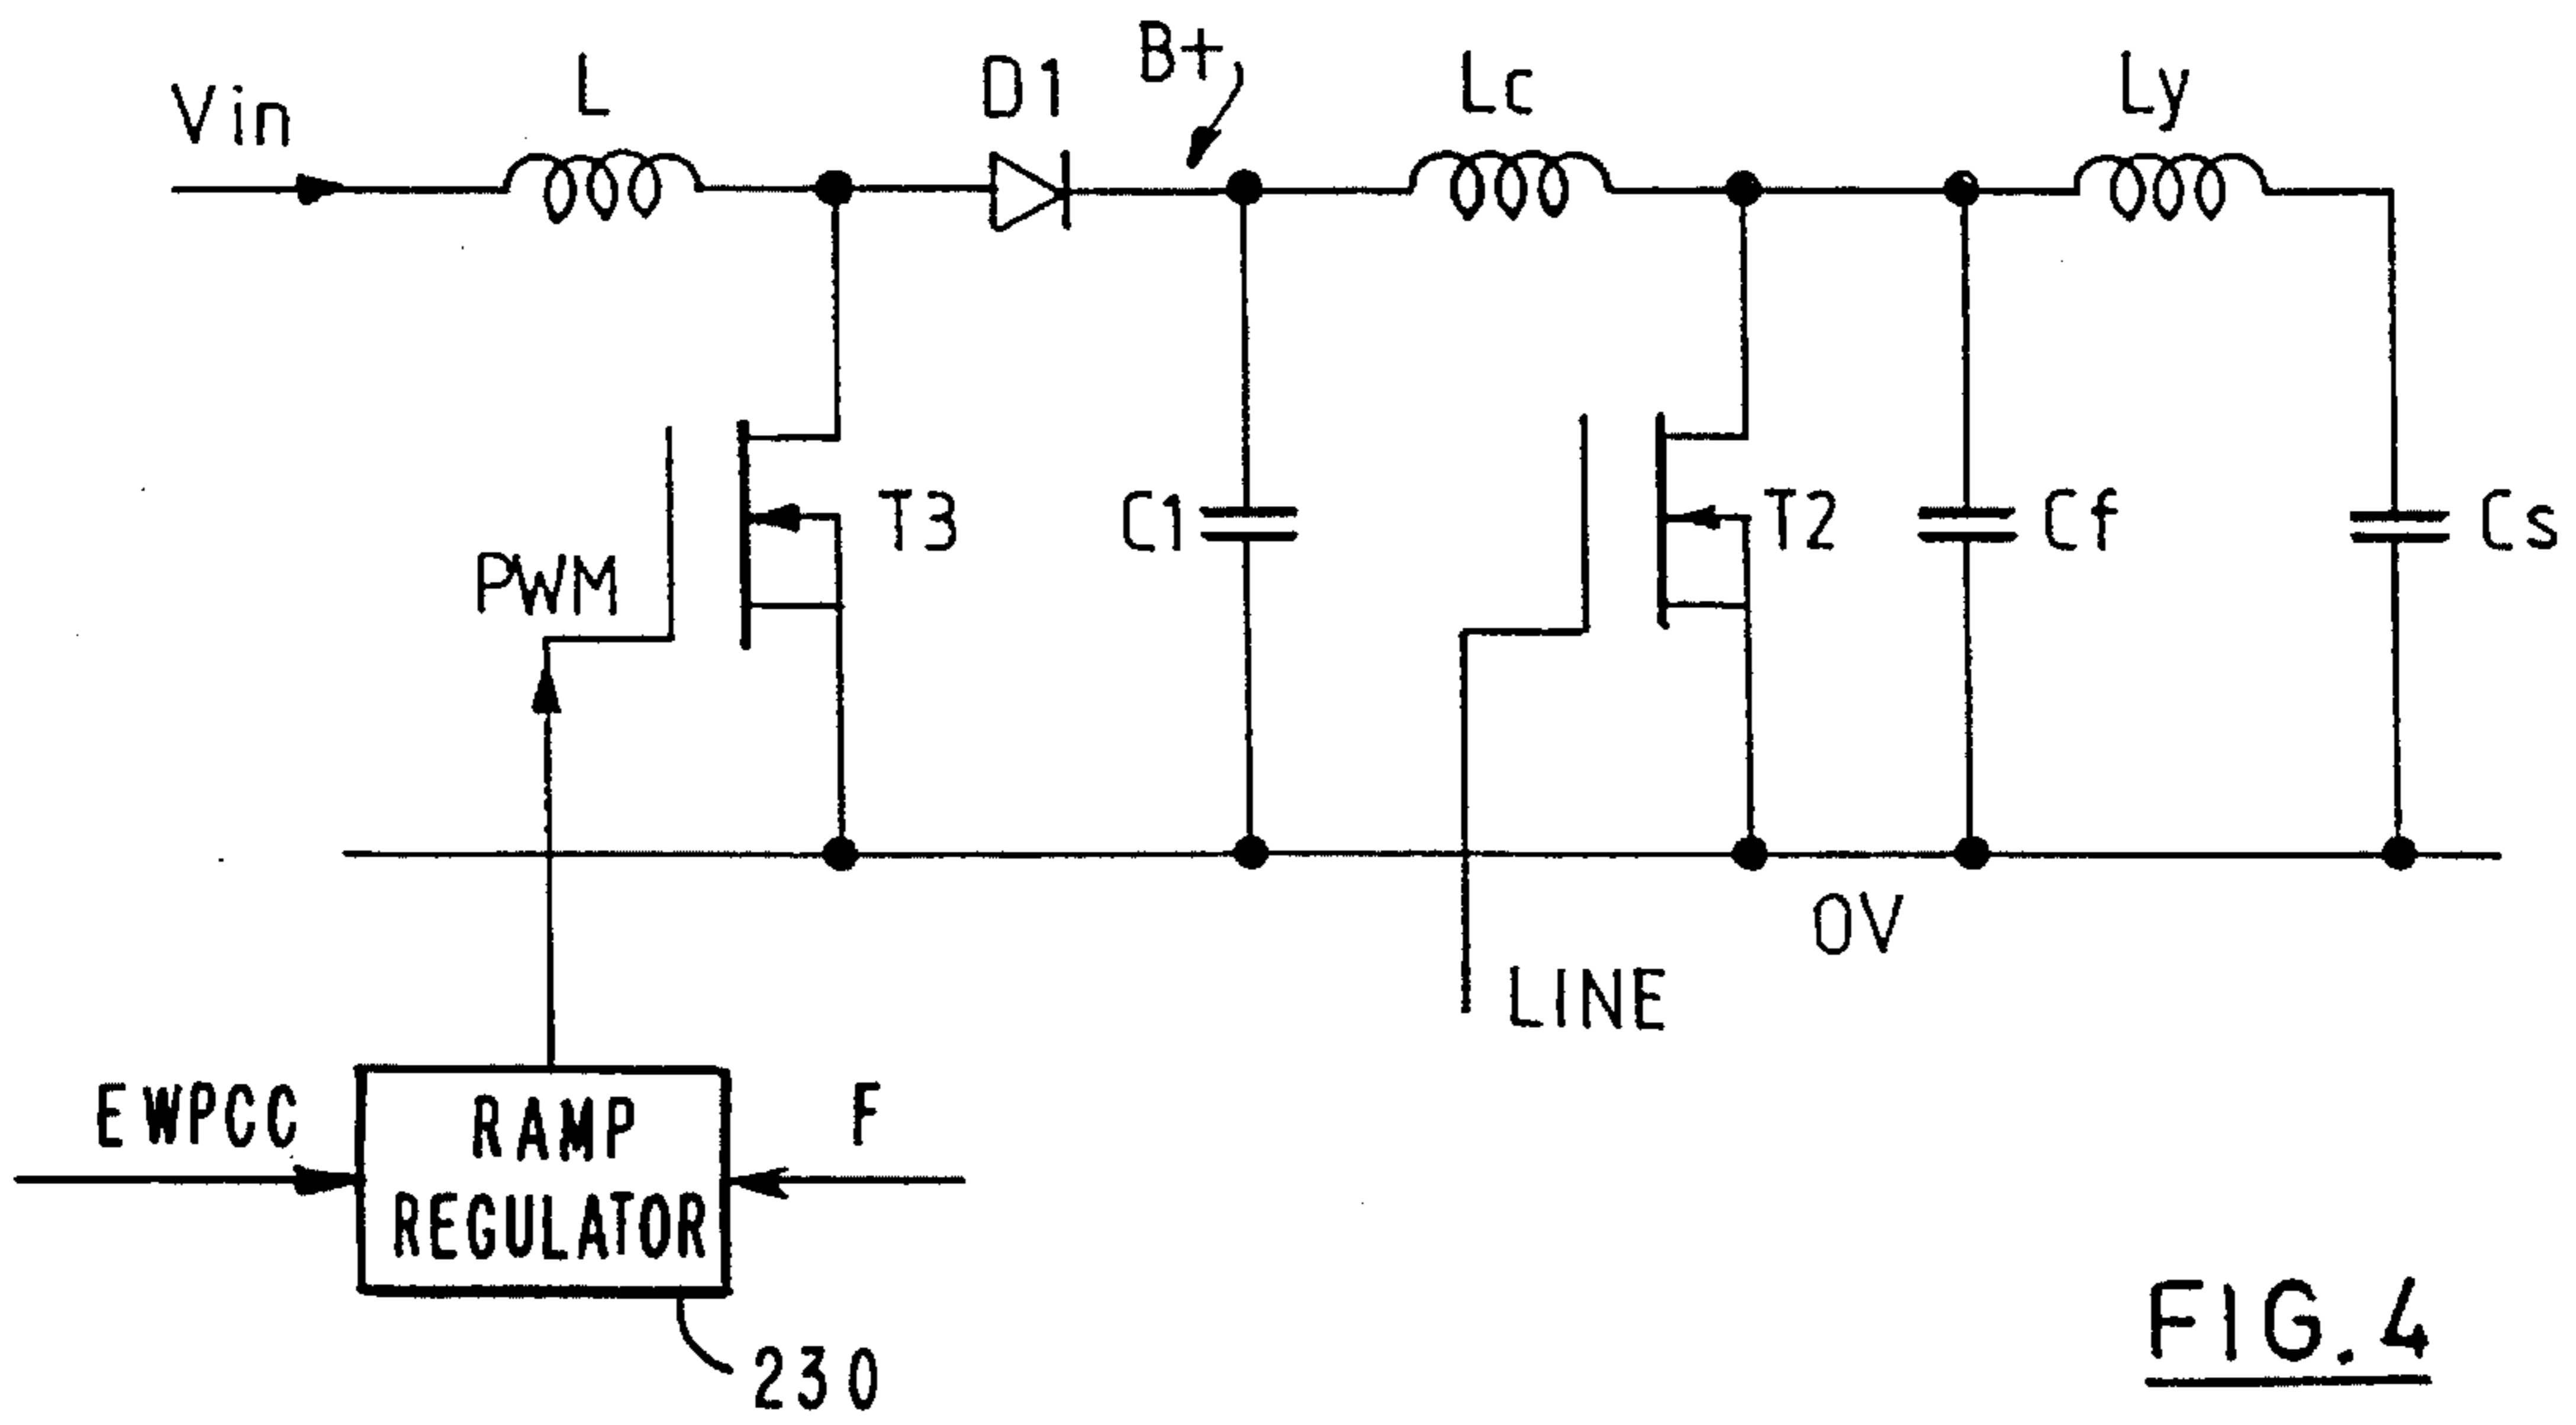 Vin
L
D1
B+
Lc
Ly
PWM
T3
C1
T2
Cf
Cs
0V
LINE
EWPCC
RAMP
REGULATOR
F
230
FIG.4